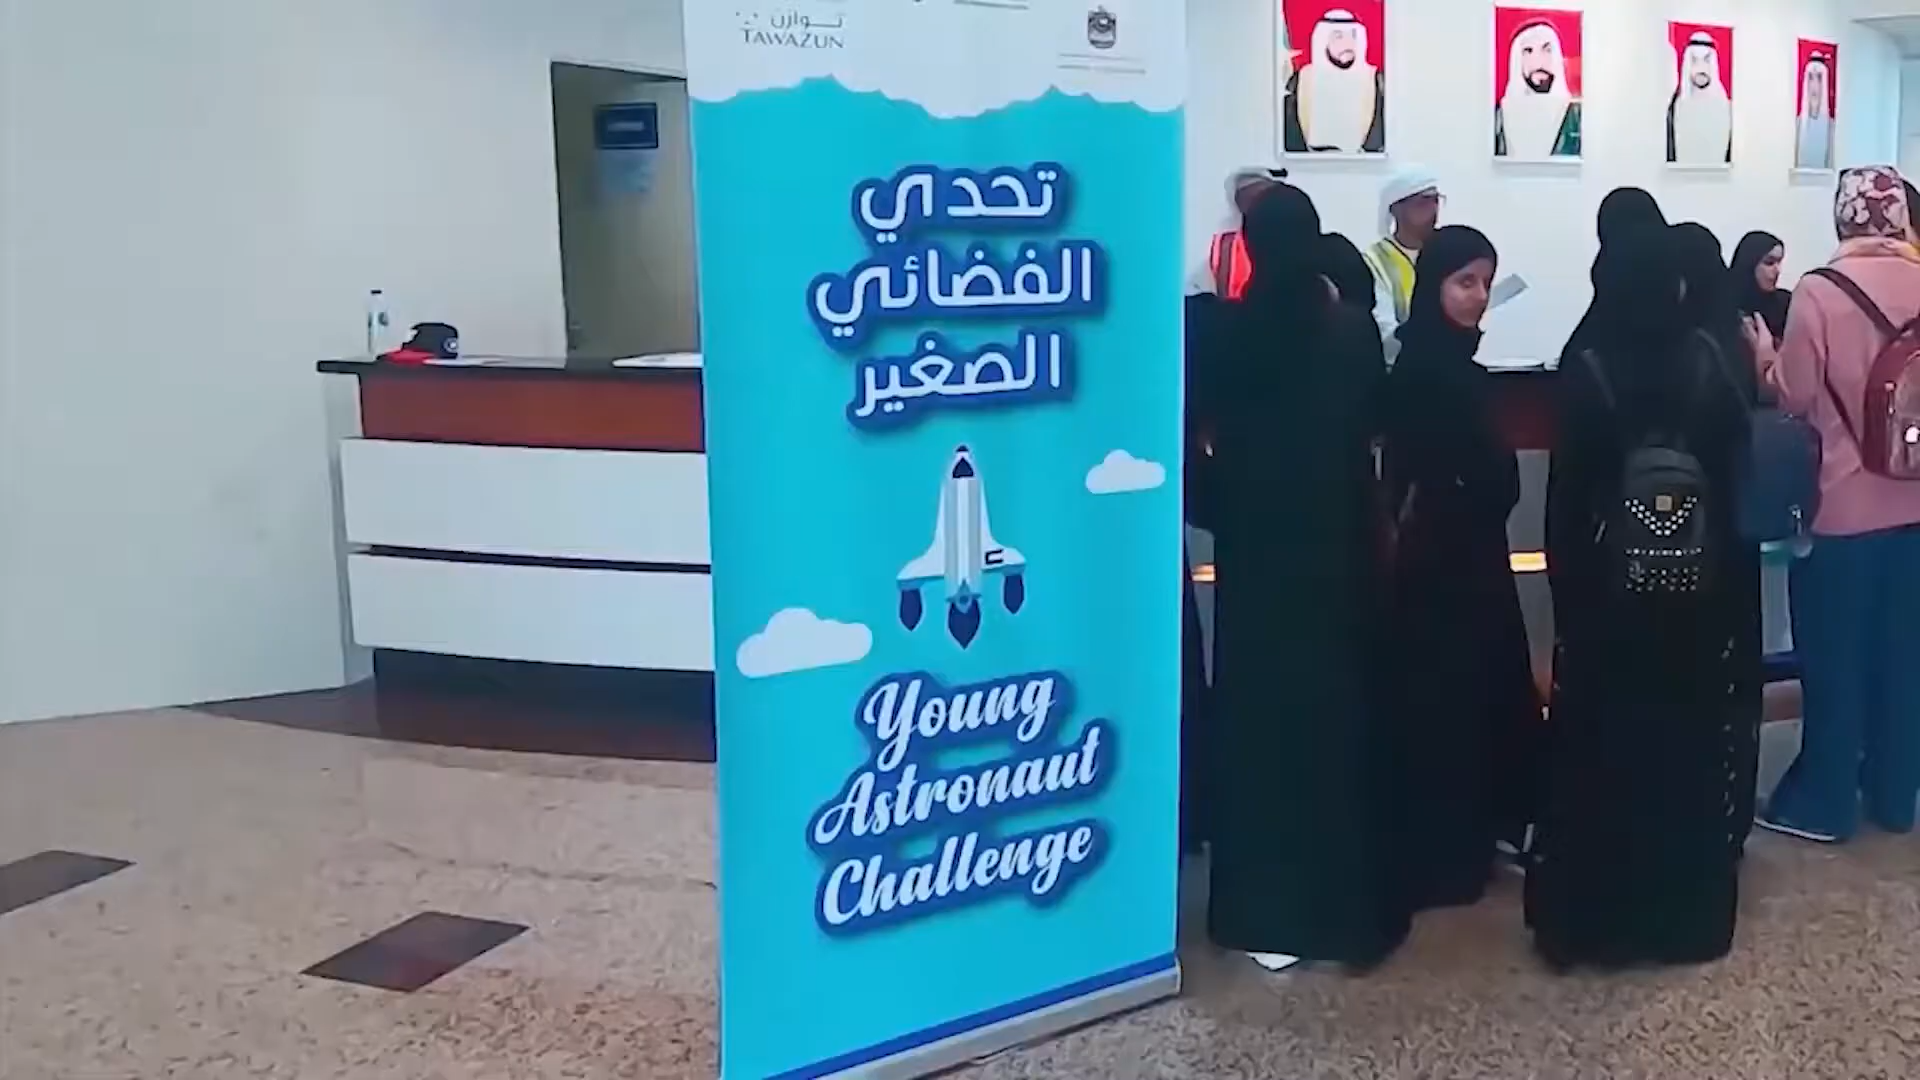 توازن
TAWAZUN
تحدي
الفضائي
الصغير
Young
Astronaut
Challenge